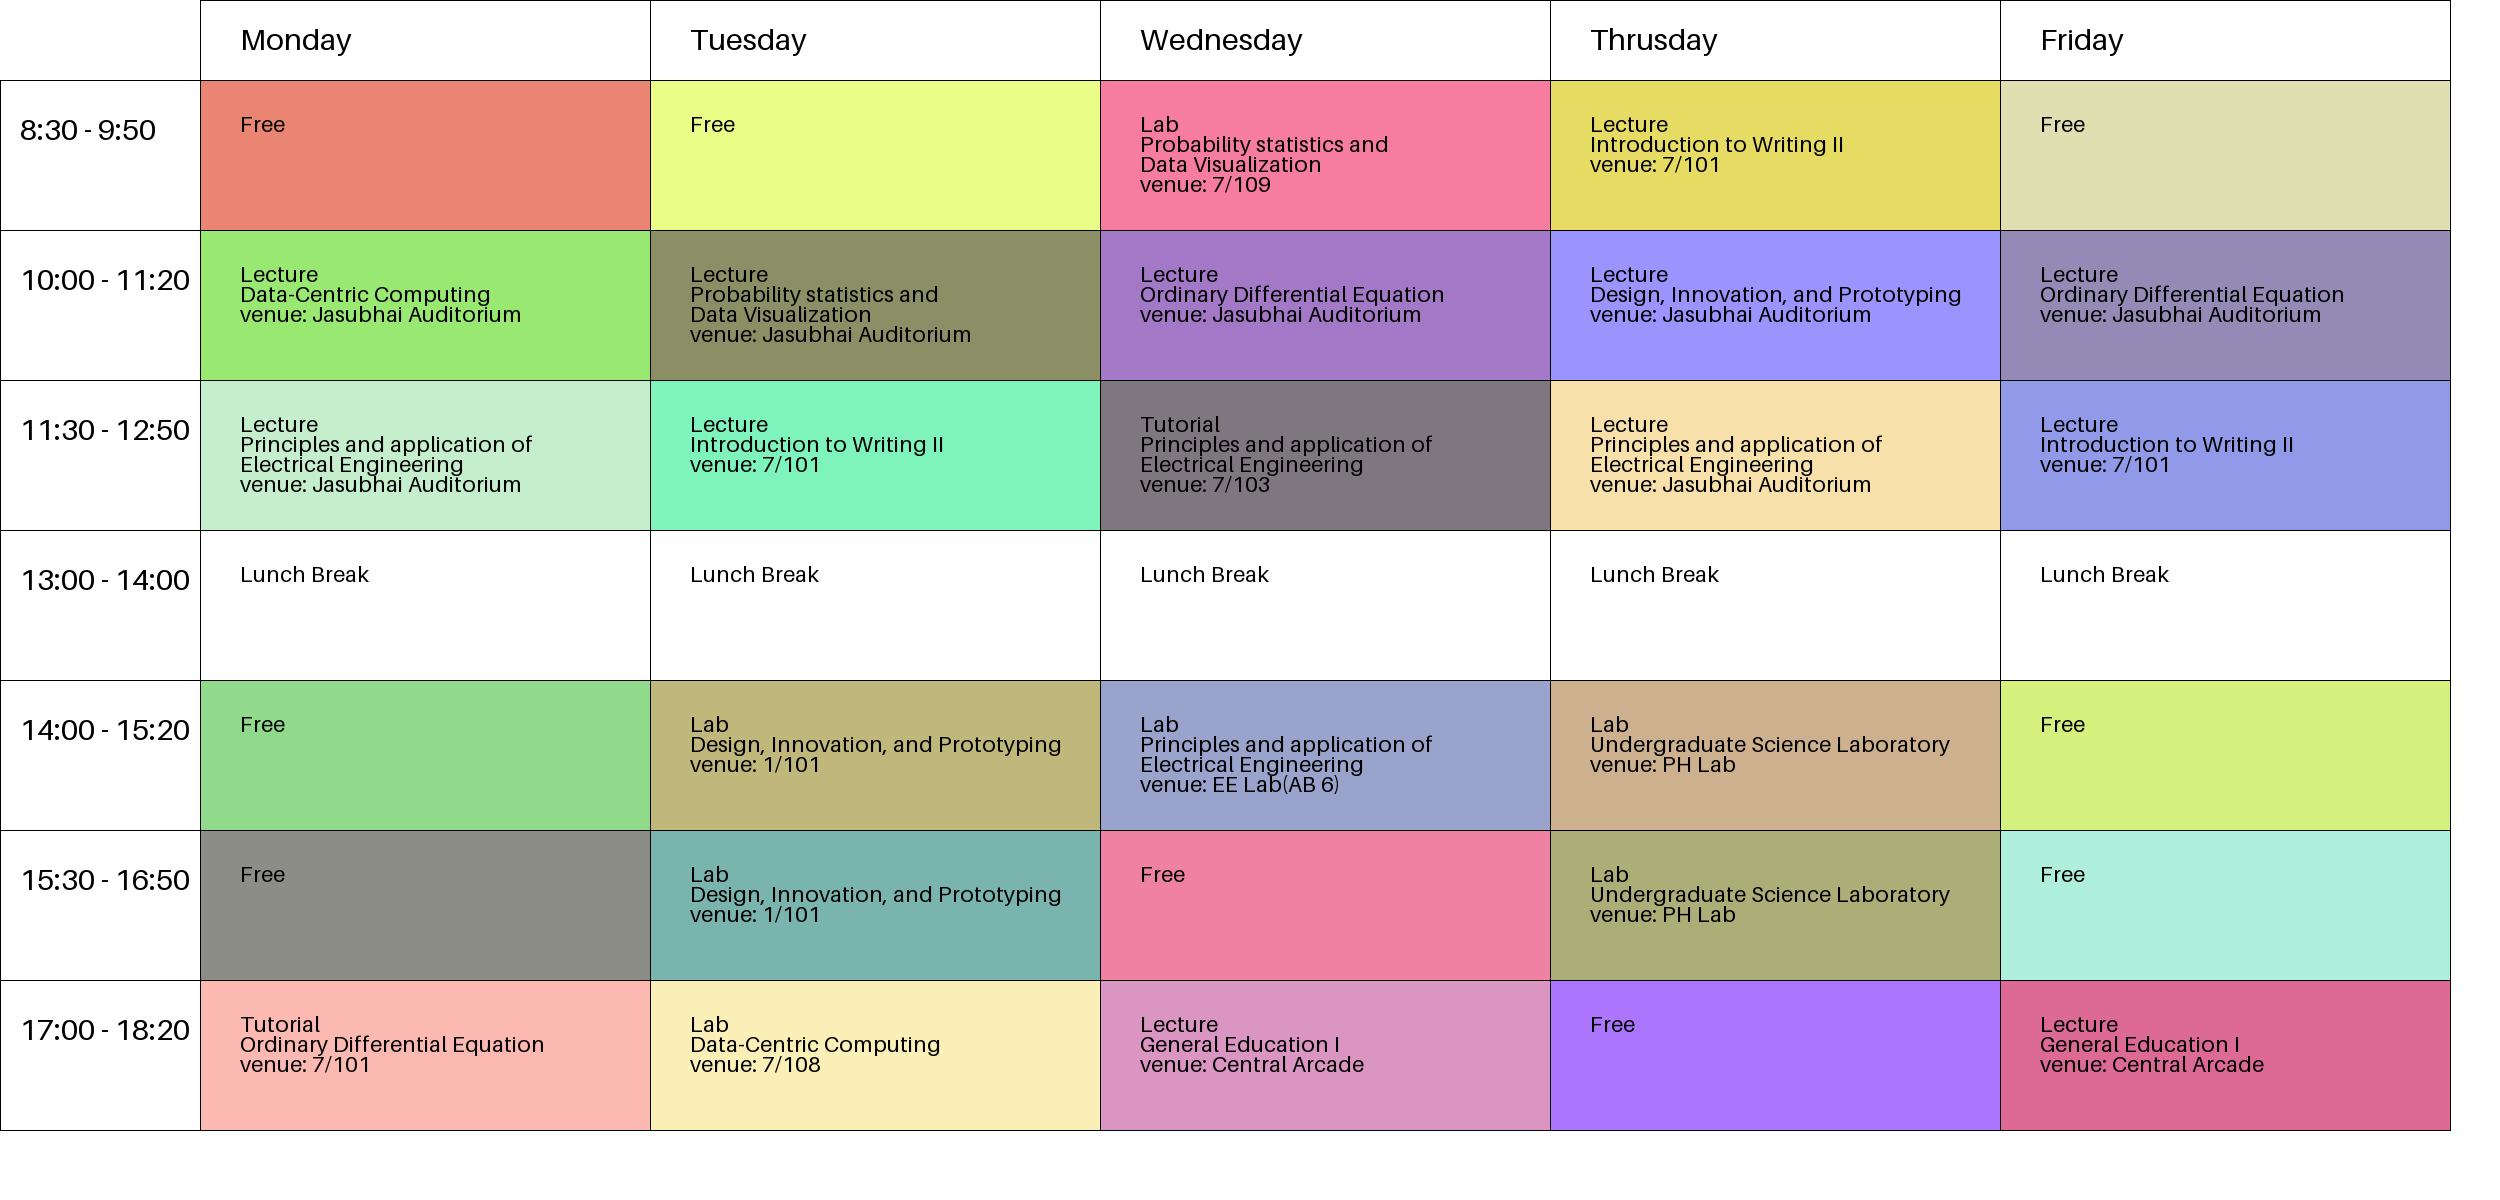 Monday
Tuesday
Wednesday
Thrusday
Friday
8:30 - 9:50
Free
Free
Lab
Probability statistics and
Data Visualization
venue: 7/109
Lecture
Introduction to Writing II
venue: 7/101
Free
10:00 - 11:20
Lecture
Data-Centric Computing
venue: Jasubhai Auditorium
Lecture
Probability statistics and
Data Visualization
venue: Jasubhai Auditorium
Lecture
Ordinary Differential Equation
venue: Jasubhai Auditorium
Lecture
Design, Innovation, and Prototyping
venue: Jasubhai Auditorium
Lecture
Ordinary Differential Equation
venue: Jasubhai Auditorium
11:30 - 12:50
Lecture
Principles and application of
Electrical Engineering
venue: Jasubhai Auditorium
Lecture
Introduction to Writing II
venue: 7/101
Tutorial
Principles and application of
Electrical Engineering
venue: 7/103
Lecture
Principles and application of
Electrical Engineering
venue: Jasubhai Auditorium
Lecture
Introduction to Writing II
venue: 7/101
13:00 - 14:00
Lunch Break
Lunch Break
Lunch Break
Lunch Break
Lunch Break
14:00 - 15:20
Free
Lab
Design, Innovation, and Prototyping
venue: 1/101
Lab
Principles and application of
Electrical Engineering
venue: EE Lab(AB 6)
Lab
Undergraduate Science Laboratory
venue: PH Lab
Free
15:30 - 16:50
Free
Lab
Design, Innovation, and Prototyping
venue: 1/101
Free
Lab
Undergraduate Science Laboratory
venue: PH Lab
Free
17:00 - 18:20
Tutorial
Ordinary Differential Equation
venue: 7/101
Lab
Data-Centric Computing
venue: 7/108
Lecture
General Education I
venue: Central Arcade
Free
Lecture
General Education I
venue: Central Arcade